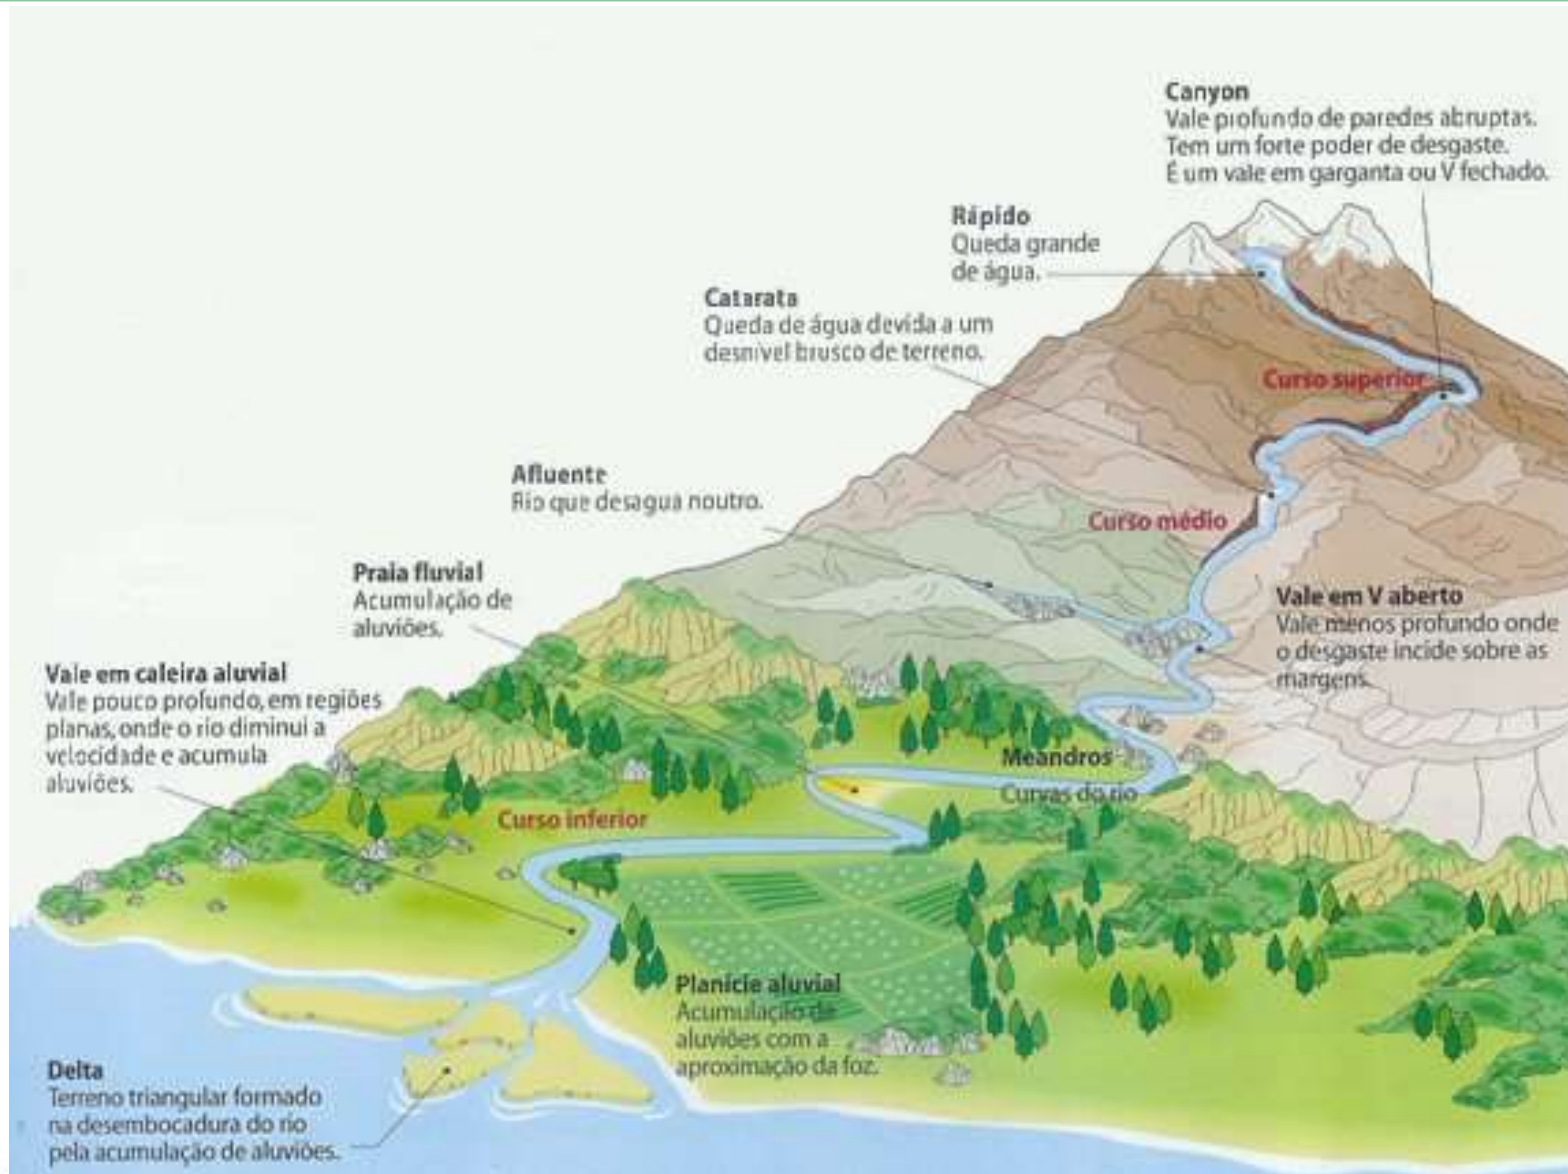 Canyon
Vale profundo de paredes abruptas.
Tem um forte poder de desgaste.
É um vale em garganta ou V fechado.
Rápido
Queda grande
de água.
Catarata
Queda de água devida a um
desnível brusco de terreno.
Curso superior
Afluente
Rio que desagua noutro.
Curso médio
Praia fluvial
Acumulação de
aluviões.
Vale em V aberto
Vale menos profundo onde
o desgaste incide sobre as
margens.
Vale em caleira aluvial
Vale pouco profundo, em regiões
planas, onde o rio diminui a
velocidade e acumula
aluviões.
Meandros
Curvas do rio
Curso inferior
Planície aluvial
Acumulação de
aluviões com a
aproximação da foz.
Delta
Terreno triangular formado
na desembocadura do rio
pela acumulação de aluviões.